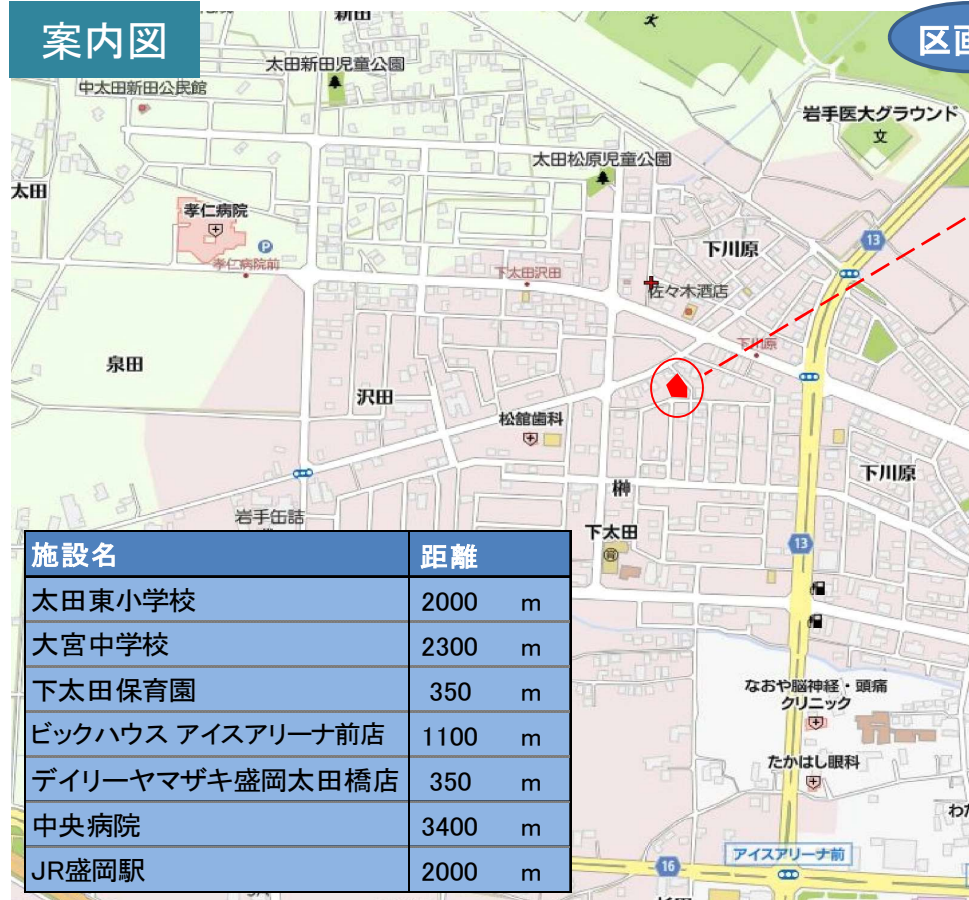 案内図
新田
区画
太田新田児童公園
中太田新田公民館
岩手医大グラウンド
文
太田松原児童公園
太田
孝仁病院
P
孝仁病院前
下川原
13
下太田沢田
佐々木酒店
下川原
泉田
沢田
松舘歯科
下川原
榊
岩手缶詰
下太田
13
施設名 距離
太田東小学校 2000 m
大宮中学校 2300 m
下太田保育園 350 m
ビックハウス アイスアリーナ前店 1100 m
デイリーヤマザキ盛岡太田橋店 350 m
中央病院 3400 m
JR盛岡駅 2000 m
なおや脳神経・頭痛
クリニック
たかはし眼科
わた
アイスアリーナ前
16